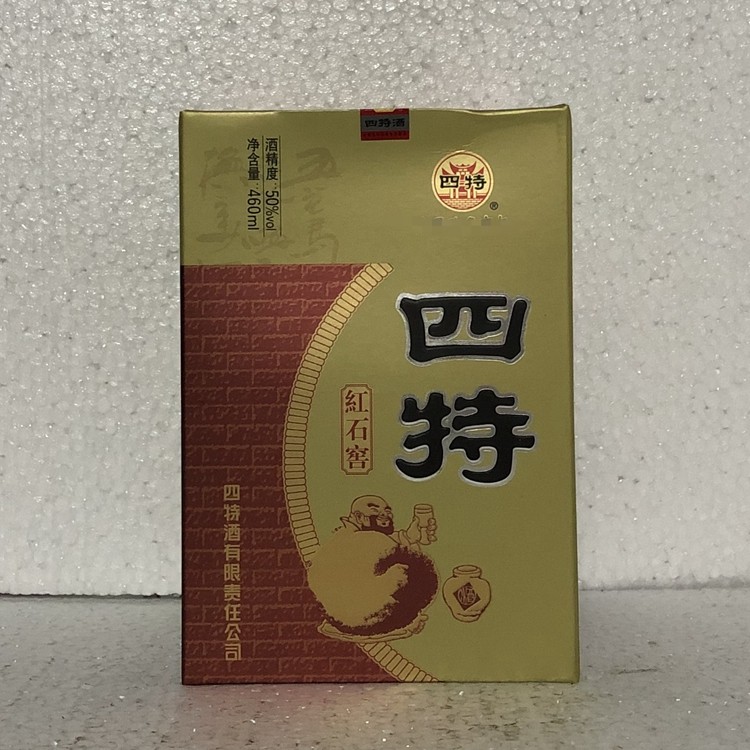 四特酒
酒精度:50%vol
净含量:460ml
四特
®
四特
紅石窖
四特酒有限责任公司